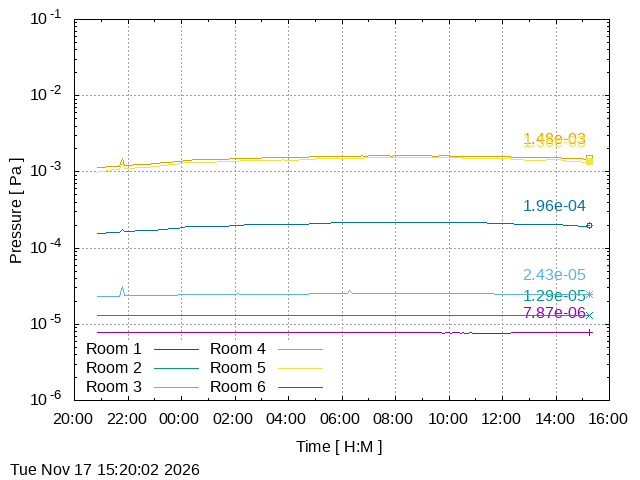 10^-1
10^-2
10^-3
10^-4
10^-5
10^-6
Pressure [ Pa ]
1.48e-03
1.96e-04
2.43e-05
1.29e-05
7.87e-06
Room 1 Room 4
Room 2 Room 5
Room 3 Room 6
20:00 22:00 00:00 02:00 04:00 06:00 08:00 10:00 12:00 14:00 16:00
Time [ H:M ]
Tue Nov 17 15:20:02 2026